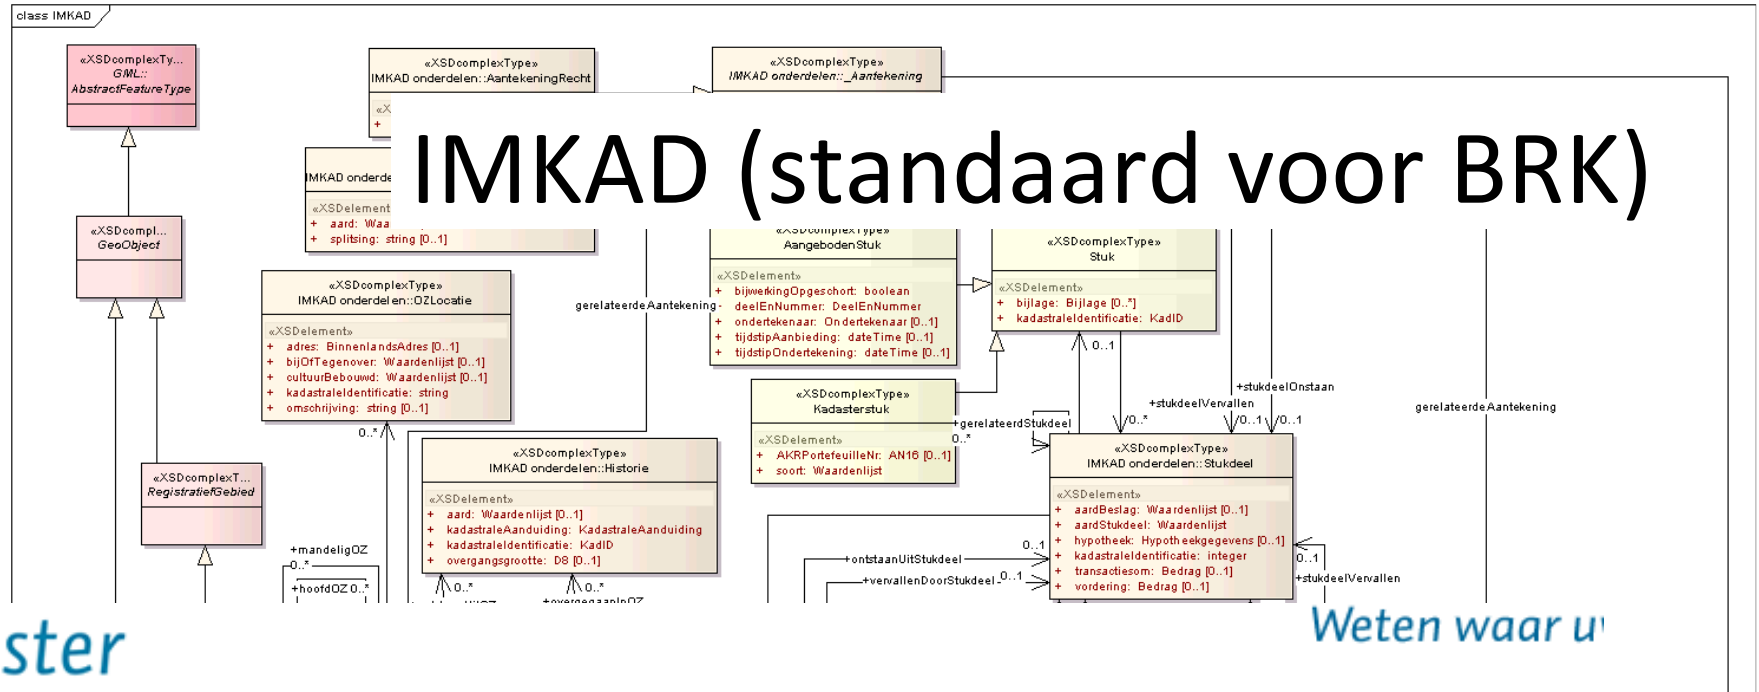 class IMKAD
«XSDcomplexTy...
GML::
AbstractFeatureType
«XSDcomplexType»
IMKAD onderdelen::AantekeningRecht
«X
+
«XSDcomplexType»
IMKAD onderdelen::_Aantekening
IMKAD (standaard voor BRK)
IMKAD onderde
«XSDelement
+ aard: Waa
+ splitsing: string [0..1]
«XSDcompl...
GeoObject
«XSDcomplexType»
AangebodenStuk
«XSDelement»
+ bijwerkingOpgeschort: boolean
+ deelEnNummer: DeelEnNummer
+ ondertekenaar: Ondertekenaar [0..1]
+ tijdstipAanbieding: dateTime [0..1]
+ tijdstipOndertekening: dateTime [0..1]
«XSDcomplexType»
Stuk
«XSDelement»
+ bijlage: Bijlage [0..*]
+ kadastraleIdentificatie: KadID
«XSDcomplexType»
IMKAD onderdelen::OZLocatie
«XSDelement»
+ adres: BinnenlandsAdres [0..1]
+ bijOfTegenover: Waardenlijst [0..1]
+ cultuurBebouwd: Waardenlijst [0..1]
+ kadastraleIdentificatie: string
+ omschrijving: string [0..1]
gerelateerdeAantekening
0..1
+stukdeelOnstaan
+stukdeelVervallen
0..*
0..1
0..1
gerelateerdeAantekening
«XSDcomplexType»
Kadasterstuk
«XSDelement»
+ AKRPortefeuilleNr: AN16 [0..1]
+ soort: Waardenlijst
+gerelateerdStukdeel
0..*
0..*
«XSDcomplexType»
IMKAD onderdelen::Historie
«XSDelement»
+ aard: Waardenlijst [0..1]
+ kadastraleAanduiding: KadastraleAanduiding
+ kadastraleIdentificatie: KadID
+ overgangsgrootte: D8 [0..1]
«XSDcomplexType»
IMKAD onderdelen::Stukdeel
«XSDelement»
+ aardBeslag: Waardenlijst [0..1]
+ aardStukdeel: Waardenlijst
+ hypotheek: Hypotheekgegevens [0..1]
+ kadastraleIdentificatie: integer
+ transactiesom: Bedrag [0..1]
+ vordering: Bedrag [0..1]
«XSDcomplexT...
RegistratiefGebied
+mandeligOZ
0..*
+hoofdOZ 0..*
0..*
0..*
+overgegaanInOZ
0..1
+ontstaanUitStukdeel
+vervallenDoorStukdeel
0..1
0..1
+stukdeelVervallen
ster
Weten waar u